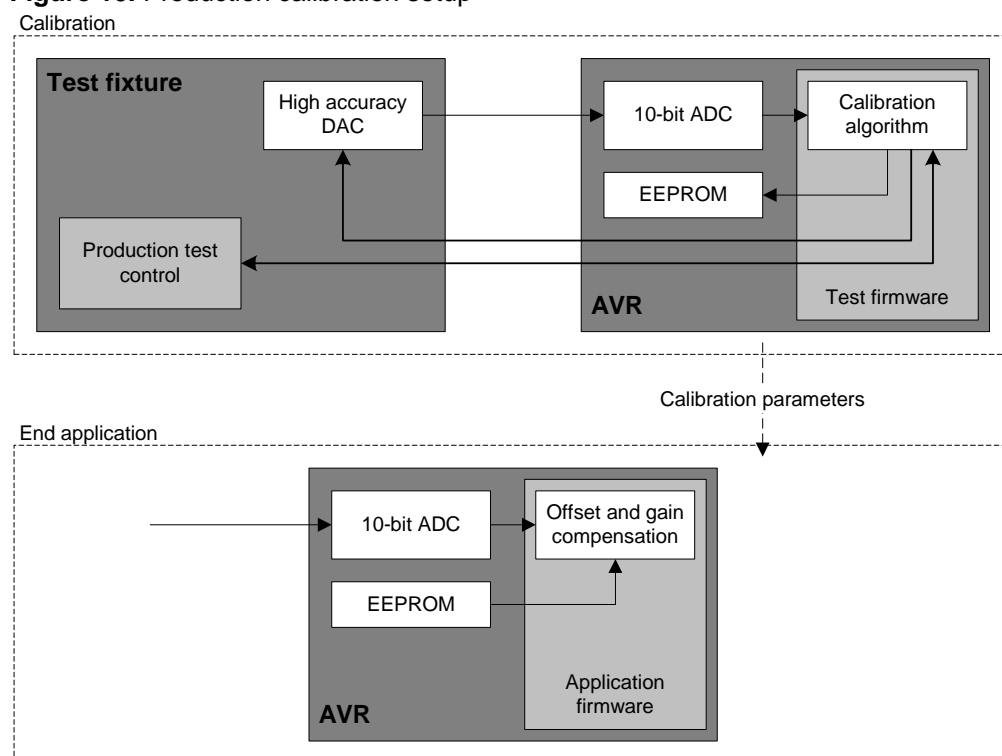 Figure Production calibration setup
Calibration
Test fixture
High accuracy
DAC
10-bit ADC
Calibration
algorithm
EEPROM
Production test
control
Test firmware
AVR
Calibration parameters
End application
10-bit ADC
Offset and gain
compensation
EEPROM
Application
firmware
AVR